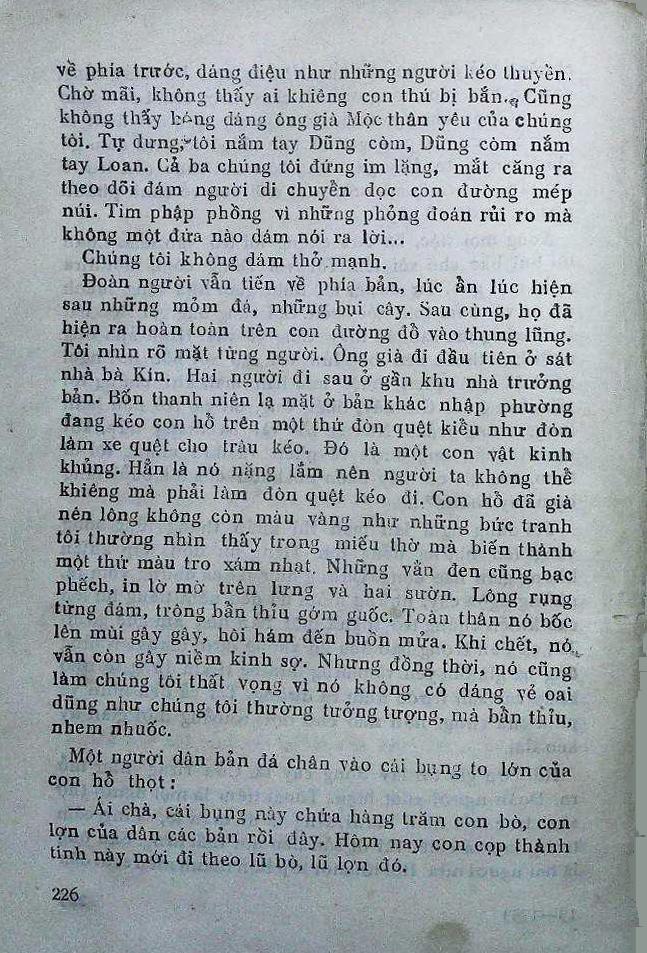 về phía trước, dáng điệu như những người kéo thuyền.
Chờ mãi, không thấy ai khiêng con thú bị bắn. Cũng
không thấy bóng dáng ông già Mộc thân yêu của chúng
tôi. Tự dưng, tôi nắm tay Dũng còm, Dũng còm nắm
tay Loan. Cả ba chúng tôi đứng im lặng, mắt căng ra
theo dõi đám người di chuyển dọc con đường mép
núi. Tim phập phồng vì những phỏng đoán rủi ro mà
không một đứa nào dám nói ra lời...
Chúng tôi không dám thở mạnh.
Đoàn người vẫn tiến về phía bản, lúc ẩn lúc hiện
sau những mỏm đá, những bụi cây. Sau cùng, họ đã
hiện ra hoàn toàn trên con đường đổ vào thung lũng.
Tôi nhìn rõ mặt từng người. Ông già đi đầu tiên ở sát
nhà bà Kín. Hai người đi sau ở gần khu nhà trưởng
bản. Bốn thanh niên lạ mặt ở bản khác nhập phường
đang kéo con hổ trên một thứ đòn quệt kiểu như đòn
làm xe quệt cho trâu kéo. Đó là một con vật kinh
khủng. Hẳn là nó nặng lắm nên người ta không thể
khiêng mà phải làm đòn quệt kéo đi. Con hổ đã già
nên lông không còn màu vàng như những bức tranh
tôi thường nhìn thấy trong miếu thờ mà biến thành
một thứ màu tro xám nhạt. Những vằn đen cũng bạc
phếch, in lờ mờ trên lưng và hai sườn. Lông rụng
từng đám, trông bẩn thỉu gớm guốc. Toàn thân nó bốc
lên mùi gây gây, hôi hám đến buồn mửa. Khi chết, nó
vẫn còn gây niềm kinh sợ. Nhưng đồng thời, nó cũng
làm chúng tôi thất vọng vì nó không có dáng vẻ oai
dũng như chúng tôi thường tưởng tượng, mà bẩn thỉu,
nhem nhuốc.
Một người dân bản đá chân vào cái bụng to lớn của
con hổ thọt :
— Ái chà, cái bụng này chứa hàng trăm con bò, con
lợn của dân các bản rồi đây. Hôm nay con cọp thành
tinh này mới đi theo lũ bò, lũ lợn đó.
226